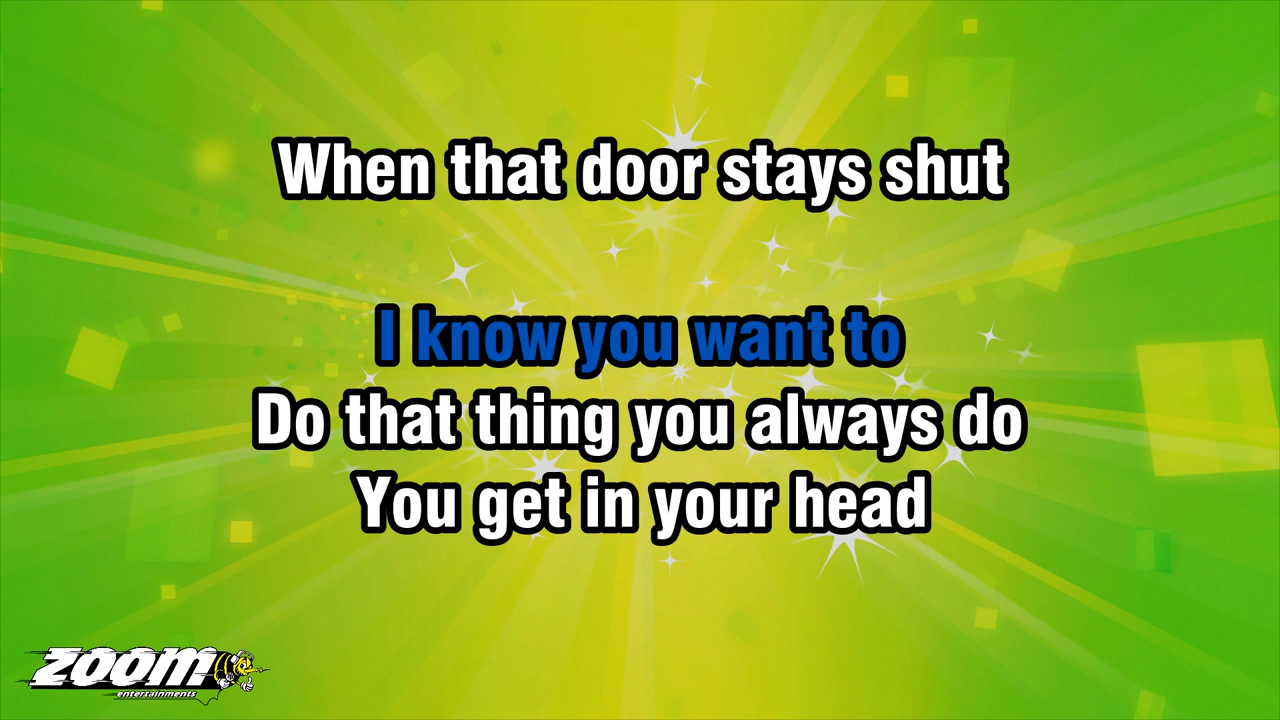 When that door stays shut
I know you want to
Do that thing you always do
You get in your head
zoom
entertainments